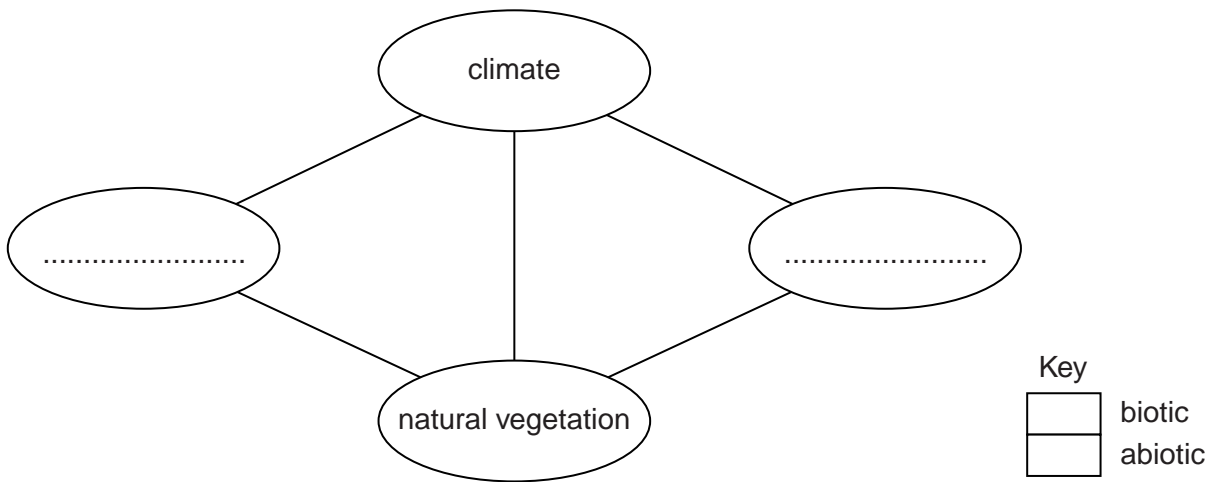 climate
......................... .........................
natural vegetation
Key
biotic
abiotic